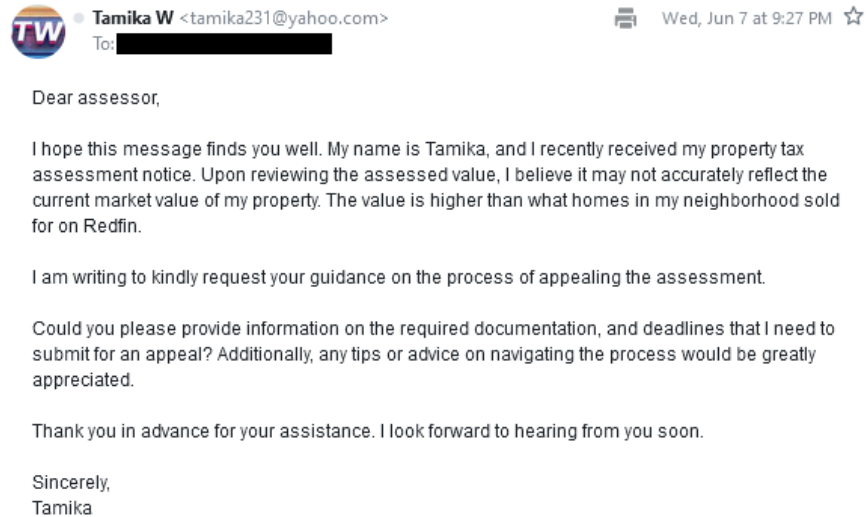 TW
Tamika W <tamika231@yahoo.com>
Wed, Jun 7 at 9:27 PM
To:
Dear assessor,
I hope this message finds you well. My name is Tamika, and I recently received my property tax
assessment notice. Upon reviewing the assessed value, I believe it may not accurately reflect the
current market value of my property. The value is higher than what homes in my neighborhood sold
for on Redfin.
I am writing to kindly request your guidance on the process of appealing the assessment.
Could you please provide information on the required documentation, and deadlines that I need to
submit for an appeal? Additionally, any tips or advice on navigating the process would be greatly
appreciated.
Thank you in advance for your assistance. I look forward to hearing from you soon.
Sincerely,
Tamika